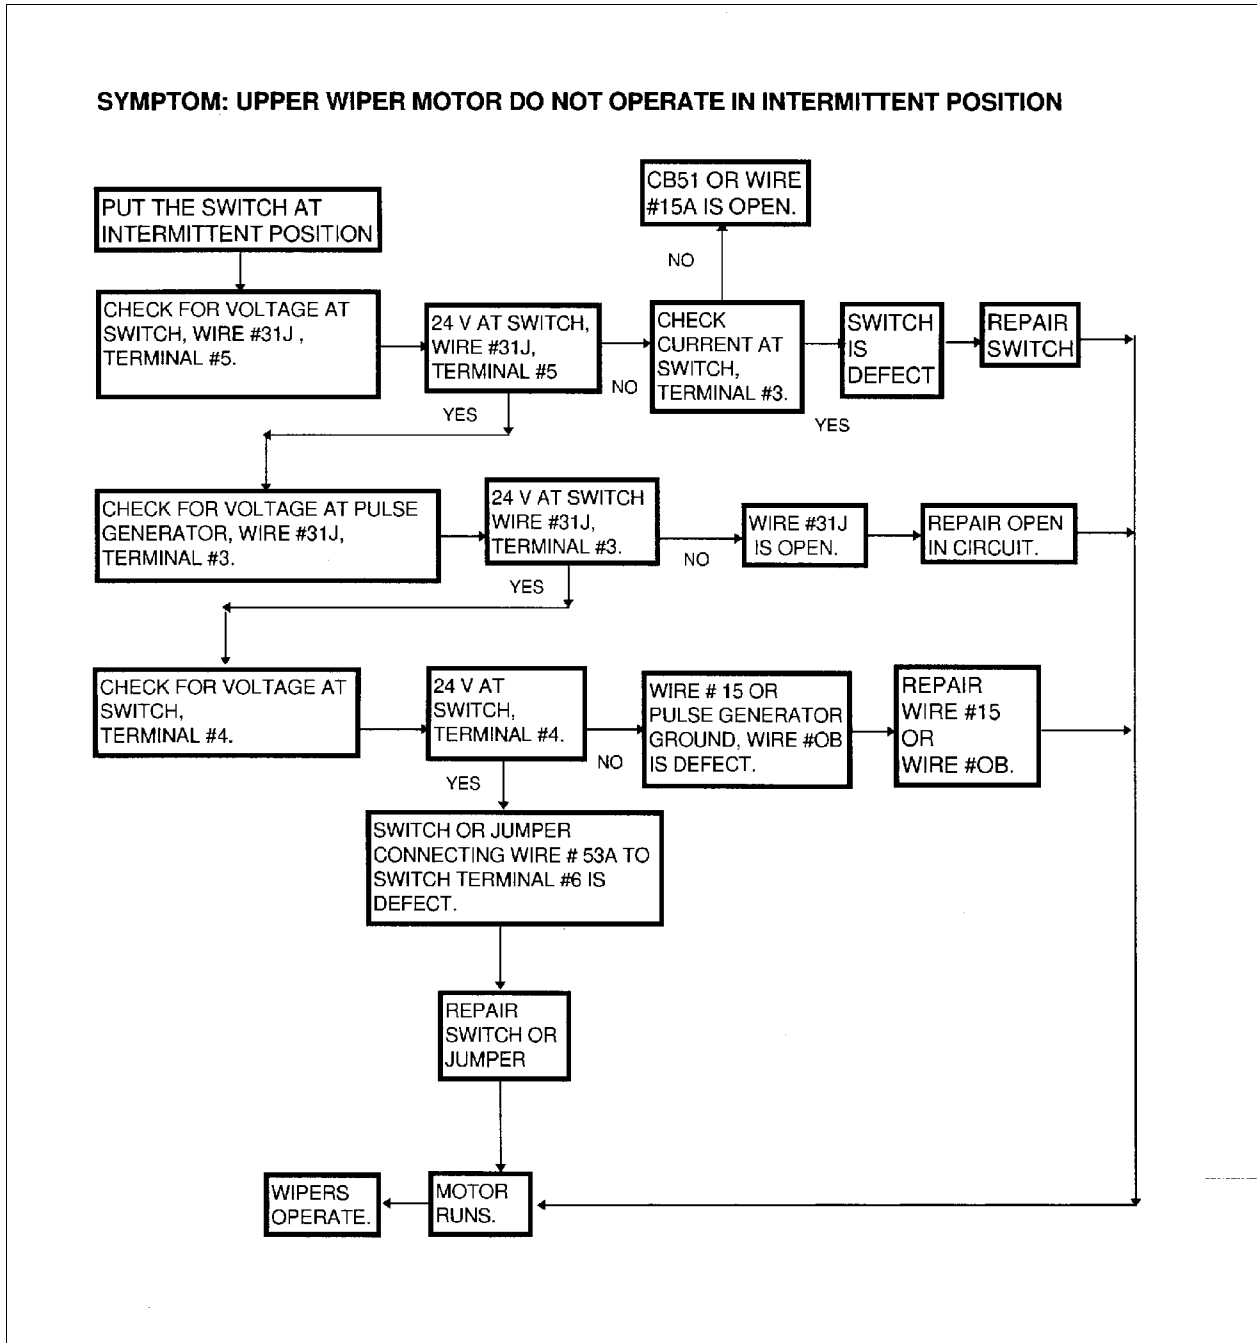 SYMPTOM: UPPER WIPER MOTOR DO NOT OPERATE IN INTERMITTENT POSITION
PUT THE SWITCH AT
INTERMITTENT POSITION
CB51 OR WIRE
#15A IS OPEN.
NO
CHECK FOR VOLTAGE AT
SWITCH, WIRE #31J ,
TERMINAL #5.
24 V AT SWITCH,
WIRE #31J,
TERMINAL #5
NO
YES
CHECK
CURRENT AT
SWITCH,
TERMINAL #3.
YES
SWITCH
IS
DEFECT
REPAIR
SWITCH
CHECK FOR VOLTAGE AT PULSE
GENERATOR, WIRE #31J,
TERMINAL #3.
24 V AT SWITCH
WIRE #31J,
TERMINAL #3.
NO
YES
WIRE #31J
IS OPEN.
REPAIR OPEN
IN CIRCUIT.
CHECK FOR VOLTAGE AT
SWITCH,
TERMINAL #4.
24 V AT
SWITCH,
TERMINAL #4.
NO
YES
WIRE # 15 OR
PULSE GENERATOR
GROUND, WIRE #OB
IS DEFECT.
REPAIR
WIRE #15
OR
WIRE #OB.
SWITCH OR JUMPER
CONNECTING WIRE # 53A TO
SWITCH TERMINAL #6 IS
DEFECT.
REPAIR
SWITCH OR
JUMPER
WIPERS
OPERATE.
MOTOR
RUNS.